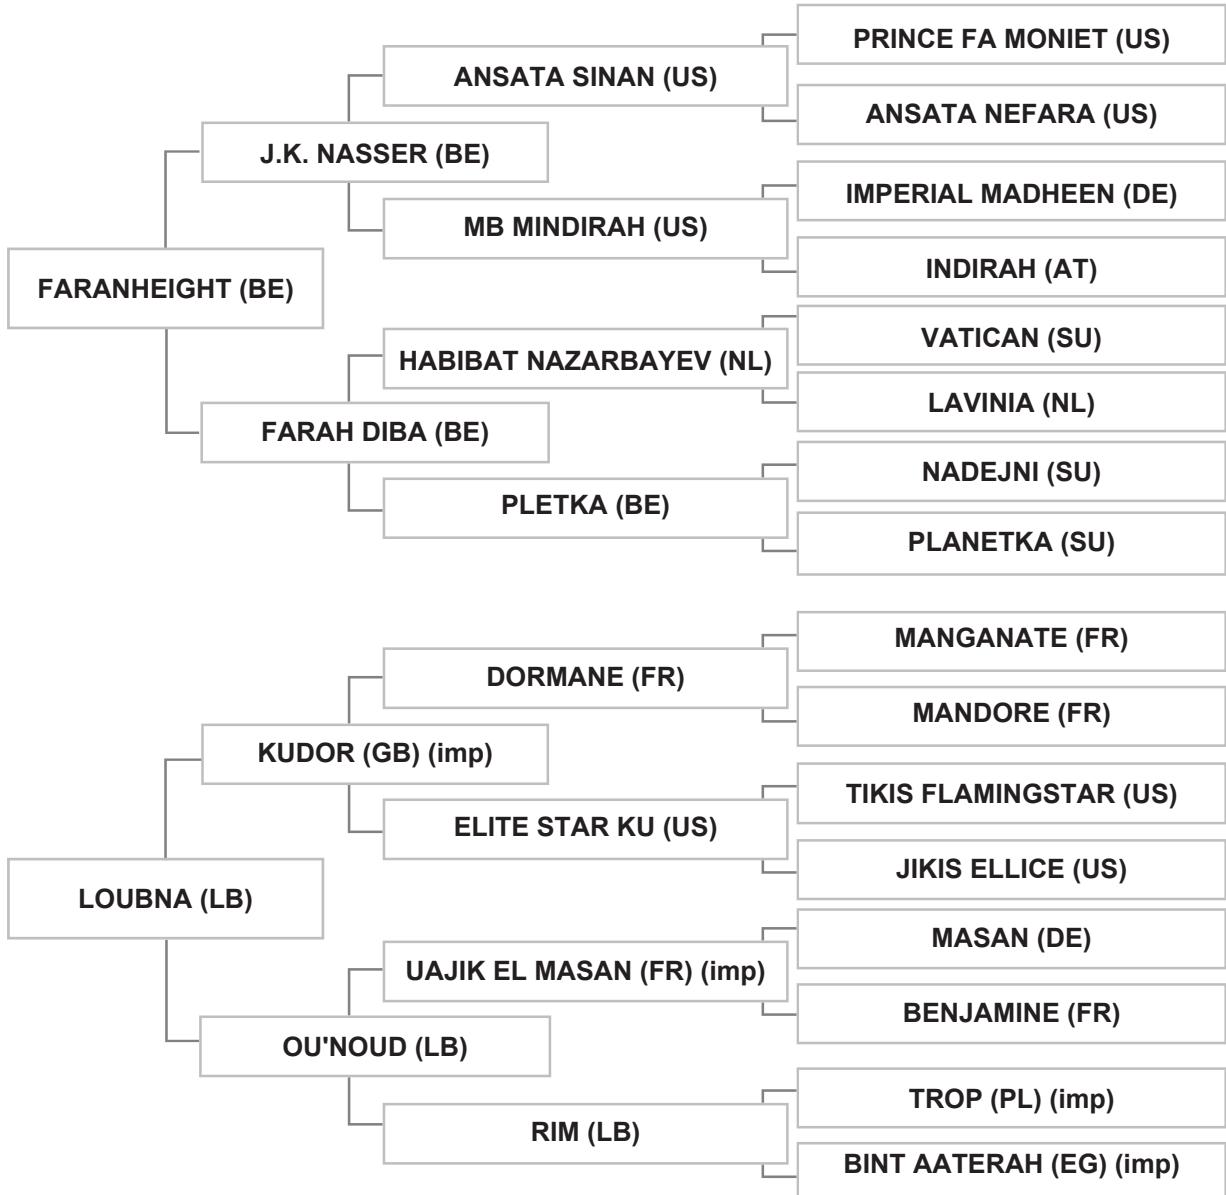 PRINCE FA MONIET (US)
ANSATA SINAN (US)
ANSATA NEFARA (US)
J.K. NASSER (BE)
IMPERIAL MADHEEN (DE)
MB MINDIRAH (US)
INDIRAH (AT)
FARANHEIGHT (BE)
VATICAN (SU)
HABIBAT NAZARBAYEV (NL)
LAVINIA (NL)
FARAH DIBA (BE)
NADEJNI (SU)
PLETKA (BE)
PLANETKA (SU)
MANGANATE (FR)
DORMANE (FR)
MANDORE (FR)
KUDOR (GB) (imp)
TIKIS FLAMINGSTAR (US)
ELITE STAR KU (US)
JIKIS ELLICE (US)
LOUBNA (LB)
MASAN (DE)
UAJIK EL MASAN (FR) (imp)
BENJAMINE (FR)
OU'NOUD (LB)
TROP (PL) (imp)
RIM (LB)
BINT AATERAH (EG) (imp)